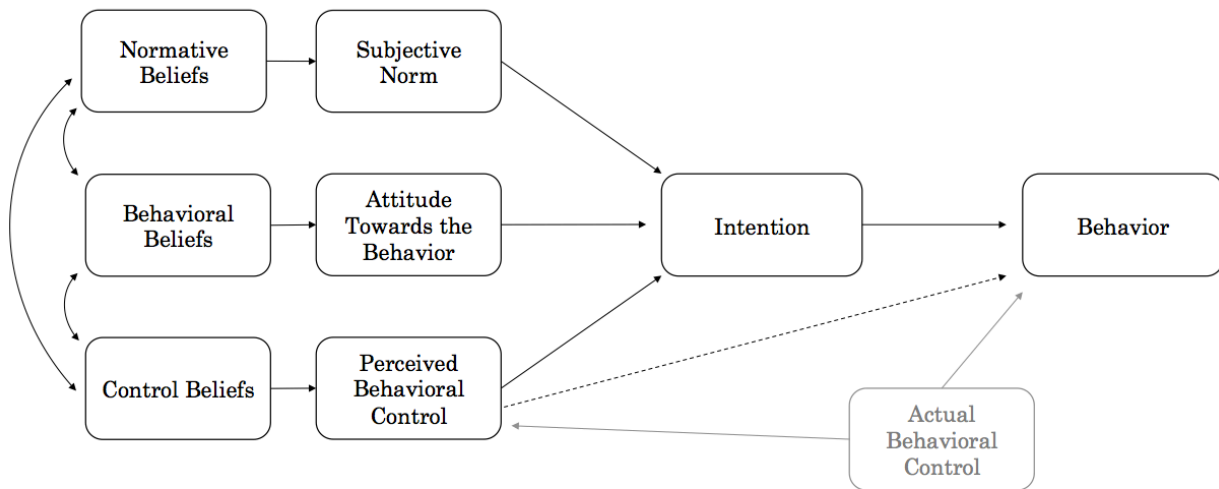 Normative
Beliefs
Subjective
Norm
Behavioral
Beliefs
Attitude
Towards the
Behavior
Intention
Behavior
Control Beliefs
Perceived
Behavioral
Control
Actual
Behavioral
Control